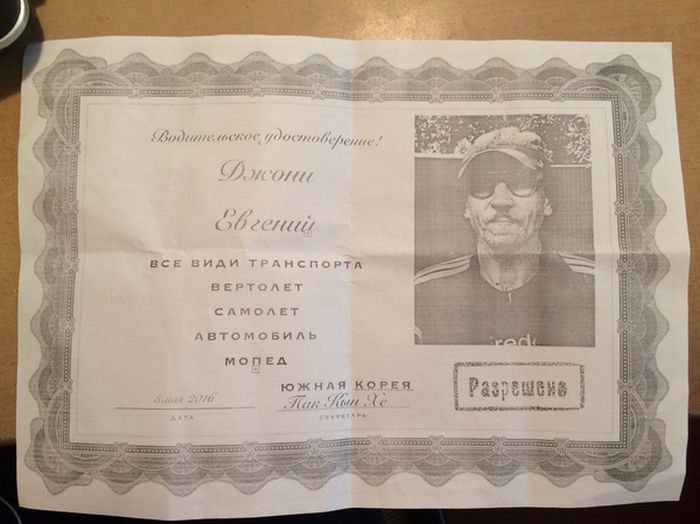 Водительское удостоверение!
Джони
Евгений
ВСЕ ВИДИ ТРАНСПОРТА
ВЕРТОЛЕТ
САМОЛЕТ
АВТОМОБИЛЬ
МОПЕД
ЮЖНАЯ КОРЕЯ
5 мая 2016
Пак Кын Хе
ДАТА
СЕКРЕТАРЬ
Разрешено